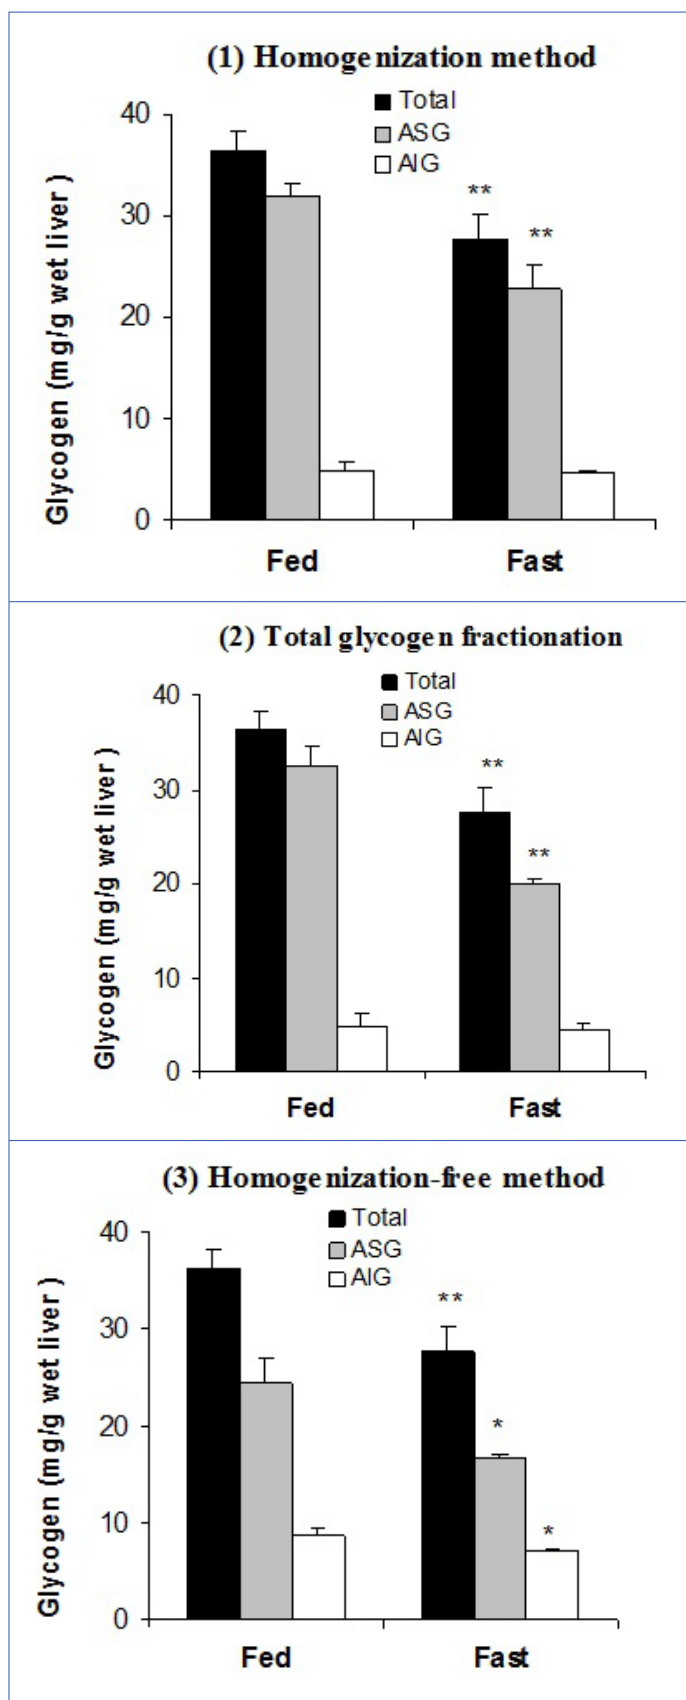 (1) Homogenization method
Total
ASG
AIG
Glycogen (mg/g wet liver )
40
30
20
10
0
**
**
Fed Fast
(2) Total glycogen fractionation
Total
ASG
AIG
Glycogen (mg/g wet liver )
40
30
20
10
0
**
**
Fed Fast
(3) Homogenization-free method
Total
ASG
AIG
Glycogen (mg/g wet liver )
40
30
20
10
0
**
*
*
Fed Fast